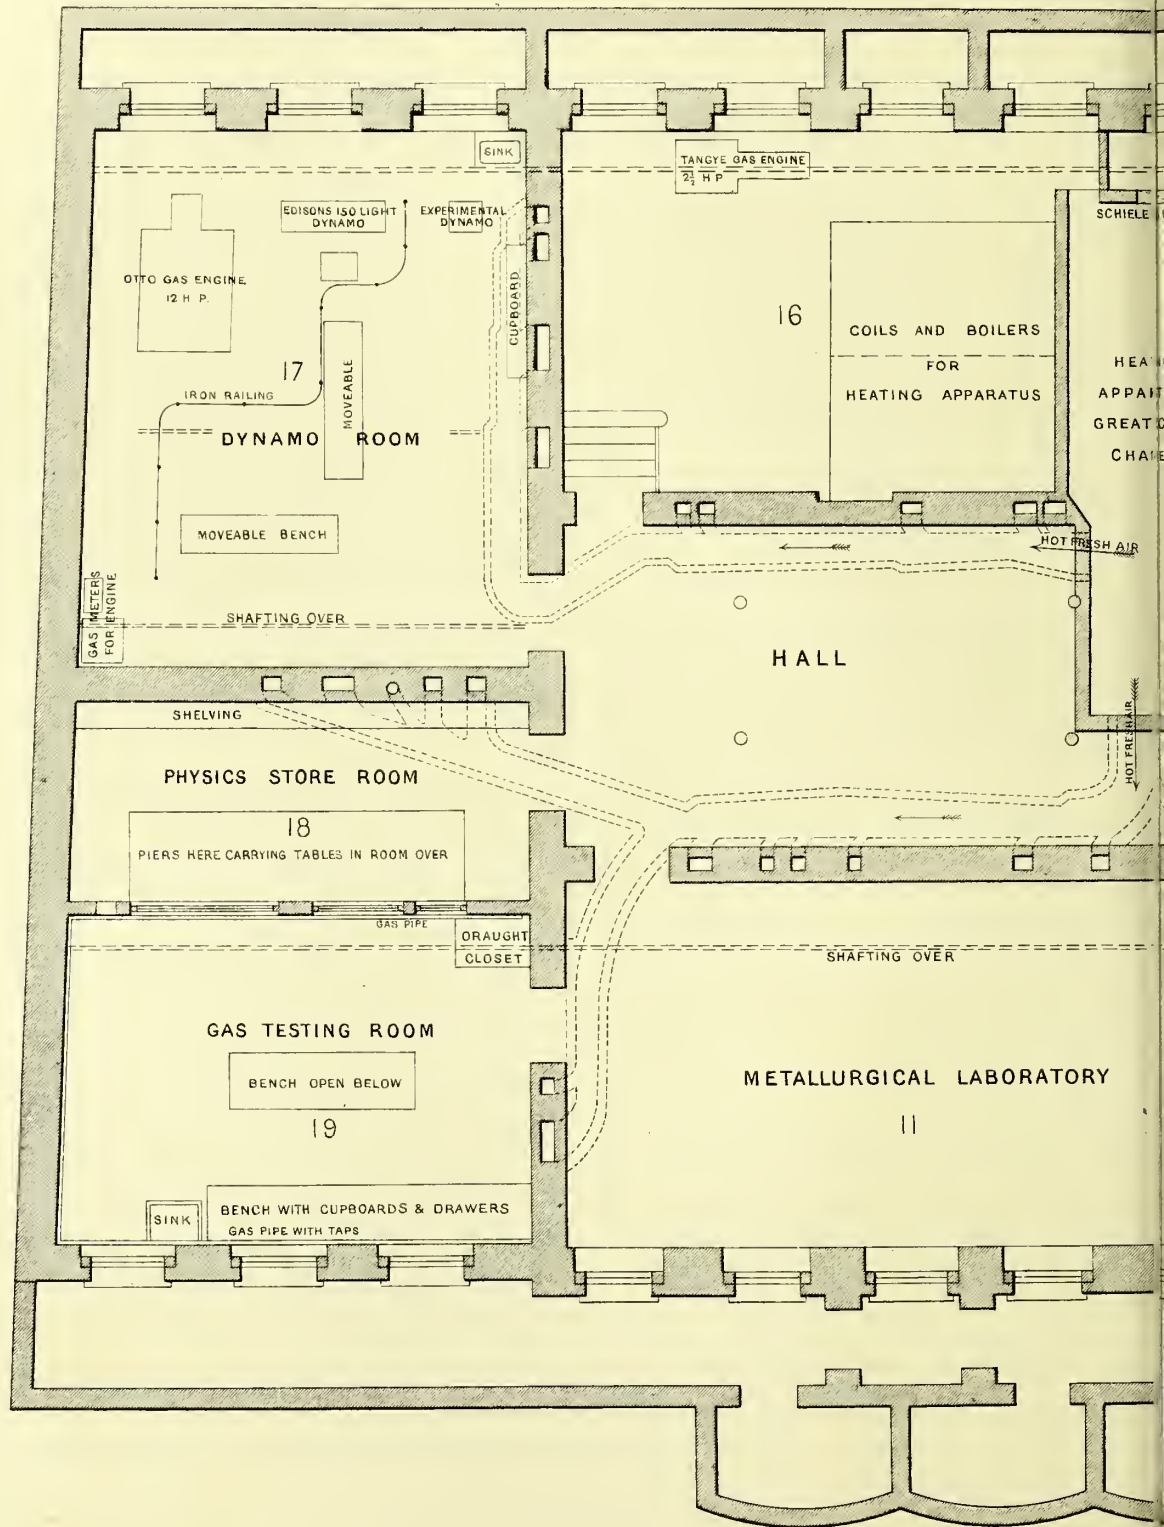 SINK
TANGYE GAS ENGINE
2½ H P
EDISONS 150 LIGHT
DYNAMO
EXPERIMENTAL
DYNAMO
SCHIELE
OTTO GAS ENGINE
12 H P.
CUPBOARD
16
COILS AND BOILERS
FOR
HEATING APPARATUS
17
MOVEABLE
IRON RAILING
DYNAMO ROOM
GREAT
MOVEABLE BENCH
HOT FRESH AIR
GAS METERS
FOR ENGINE
SHAFTING OVER
HALL
SHELVING
HOT FRESH AIR
PHYSICS STORE ROOM
18
PIERS HERE CARRYING TABLES IN ROOM OVER
GAS PIPE
DRAUGHT
CLOSET
SHAFTING OVER
GAS TESTING ROOM
BENCH OPEN BELOW
19
METALLURGICAL LABORATORY
11
SINK
BENCH WITH CUPBOARDS & DRAWERS
GAS PIPE WITH TAPS